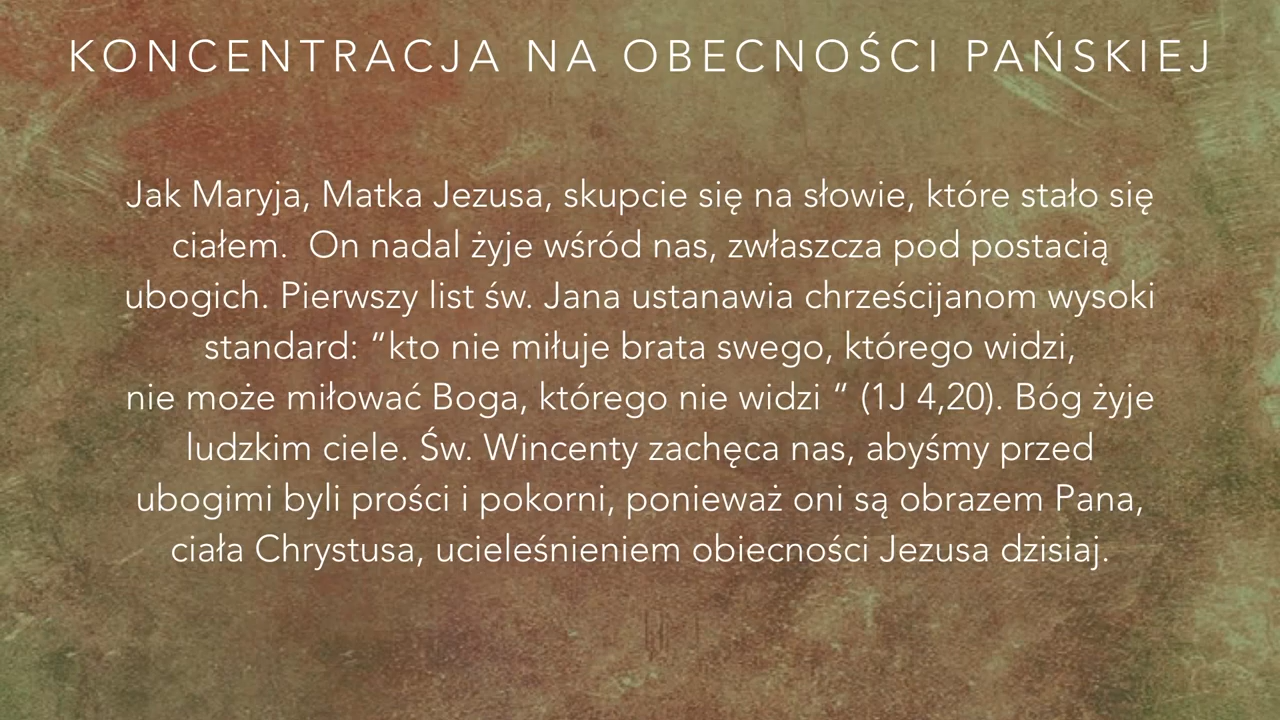 KONCENTRACJA NA OBECNOŚCI PAŃSKIEJ
Jak Maryja, Matka Jezusa, skupcie się na słowie, które stało się
ciałem.  On nadal żyje wśród nas, zwłaszcza pod postacią
ubogich. Pierwszy list św. Jana ustanawia chrześcijanom wysoki
standard: “kto nie miłuje brata swego, którego widzi,
nie może miłować Boga, którego nie widzi “ (1J 4,20). Bóg żyje
ludzkim ciele. Św. Wincenty zachęca nas, abyśmy przed
ubogimi byli prości i pokorni, ponieważ oni są obrazem Pana,
ciała Chrystusa, ucieleśnieniem obiecności Jezusa dzisiaj.